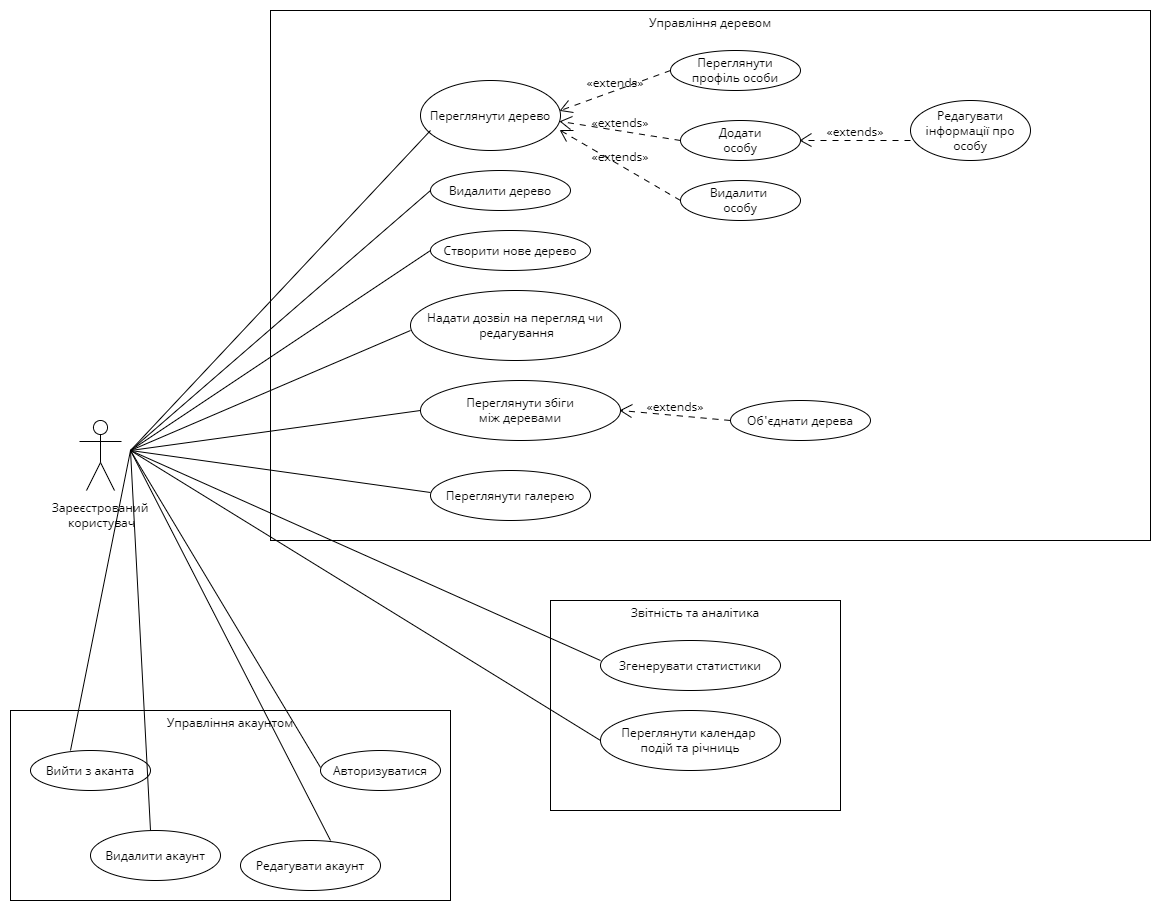 Управління деревом
Переглянути
профіль особи
«extends»
Переглянути дерево
«extends»
Додати
особу
«extends»
Редагувати
інформації про
особу
«extends»
Видалити
особу
Видалити дерево
Створити нове дерево
Надати дозвіл на перегляд чи
редагування
Переглянути збіги
між деревами
«extends»
Об'єднати дерева
Переглянути галерею
Зареєстрований
користувач
Звітність та аналітика
Згенерувати статистики
Переглянути календар
подій та річниць
Управління акаунтом
Вийти з аканта
Авторизуватися
Видалити акаунт
Редагувати акаунт